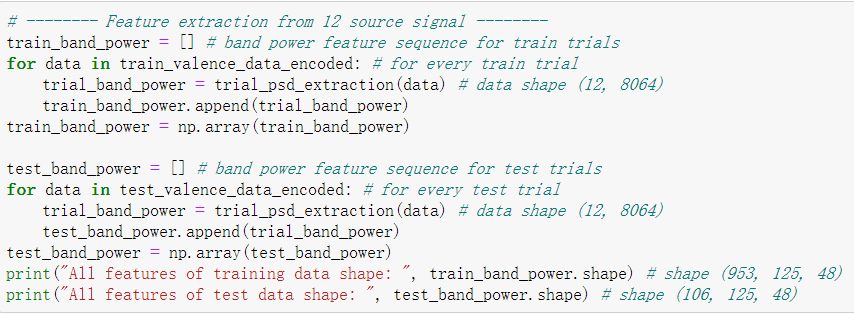 # -------- Feature extraction from 12 source signal --------
train_band_power = [] # band power feature sequence for train trials
for data in train_valence_data_encoded: # for every train trial
    trial_band_power = trial_psd_extraction(data) # data shape (12, 8064)
    train_band_power.append(trial_band_power)
train_band_power = np.array(train_band_power)

test_band_power = [] # band power feature sequence for test trials
for data in test_valence_data_encoded: # for every test trial
    trial_band_power = trial_psd_extraction(data) # data shape (12, 8064)
    test_band_power.append(trial_band_power)
test_band_power = np.array(test_band_power)
print("All features of training data shape: ", train_band_power.shape) # shape (953, 125, 48)
print("All features of test data shape: ", test_band_power.shape) # shape (106, 125, 48)